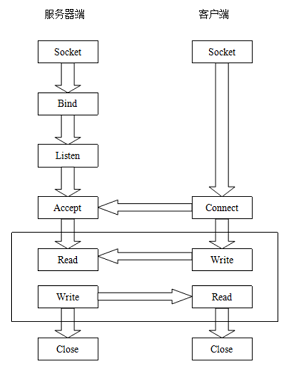 服务器端 客户端
Socket Socket
Bind
Listen
Accept Connect
Read Write
Write Read
Close Close